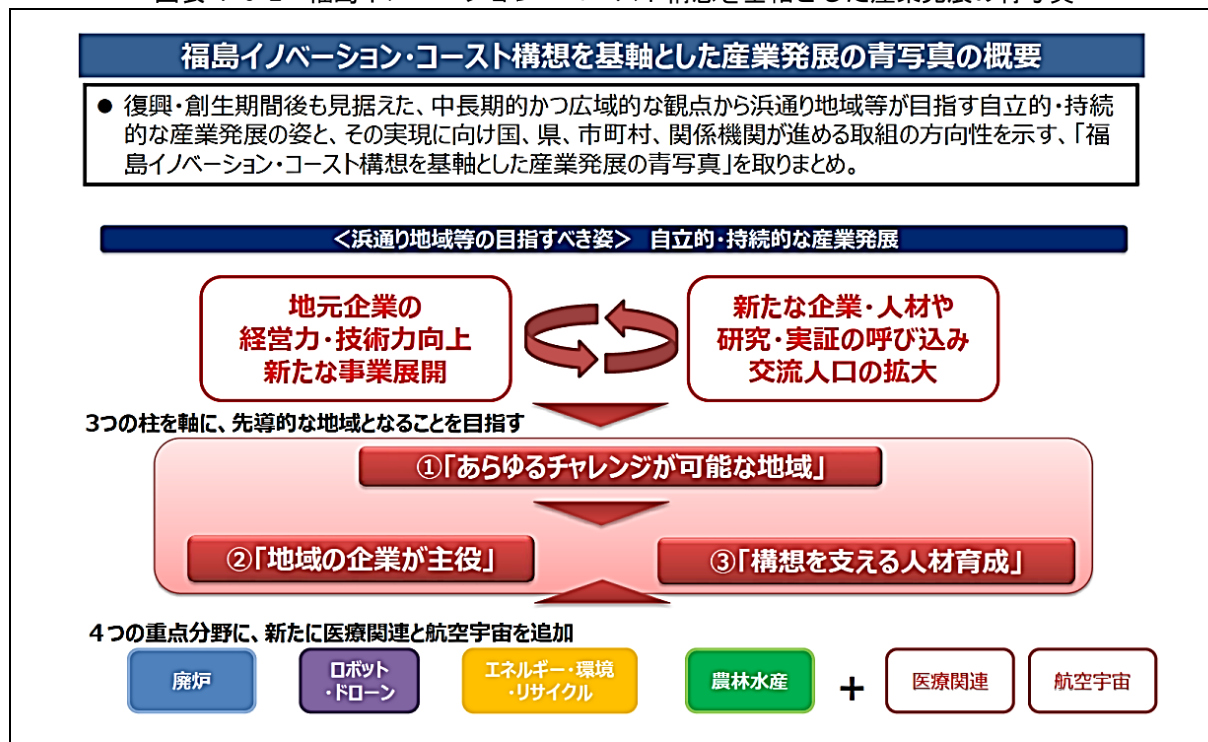 福島イノベーション・コースト構想を基軸とした産業発展の青写真の概要
● 復興・創生期間後も見据えた、中長期的かつ広域的な観点から浜通り地域等が目指す自立的・持続
的な産業発展の姿と、その実現に向け国、県、市町村、関係機関が進める取組の方向性を示す、「福
島イノベーション・コースト構想を基軸とした産業発展の青写真」を取りまとめ。
<浜通り地域等の目指すべき姿> 自立的・持続的な産業発展
地元企業の
経営力・技術力向上
新たな事業展開
新たな企業・人材や
研究・実証の呼び込み
交流人口の拡大
3つの柱を軸に、先導的な地域となることを目指す
①「あらゆるチャレンジが可能な地域」
②「地域の企業が主役」
③「構想を支える人材育成」
4つの重点分野に、新たに医療関連と航空宇宙を追加
廃炉
ロボット
・ドローン
エネルギー・環境
・リサイクル
農林水産
+
医療関連
航空宇宙